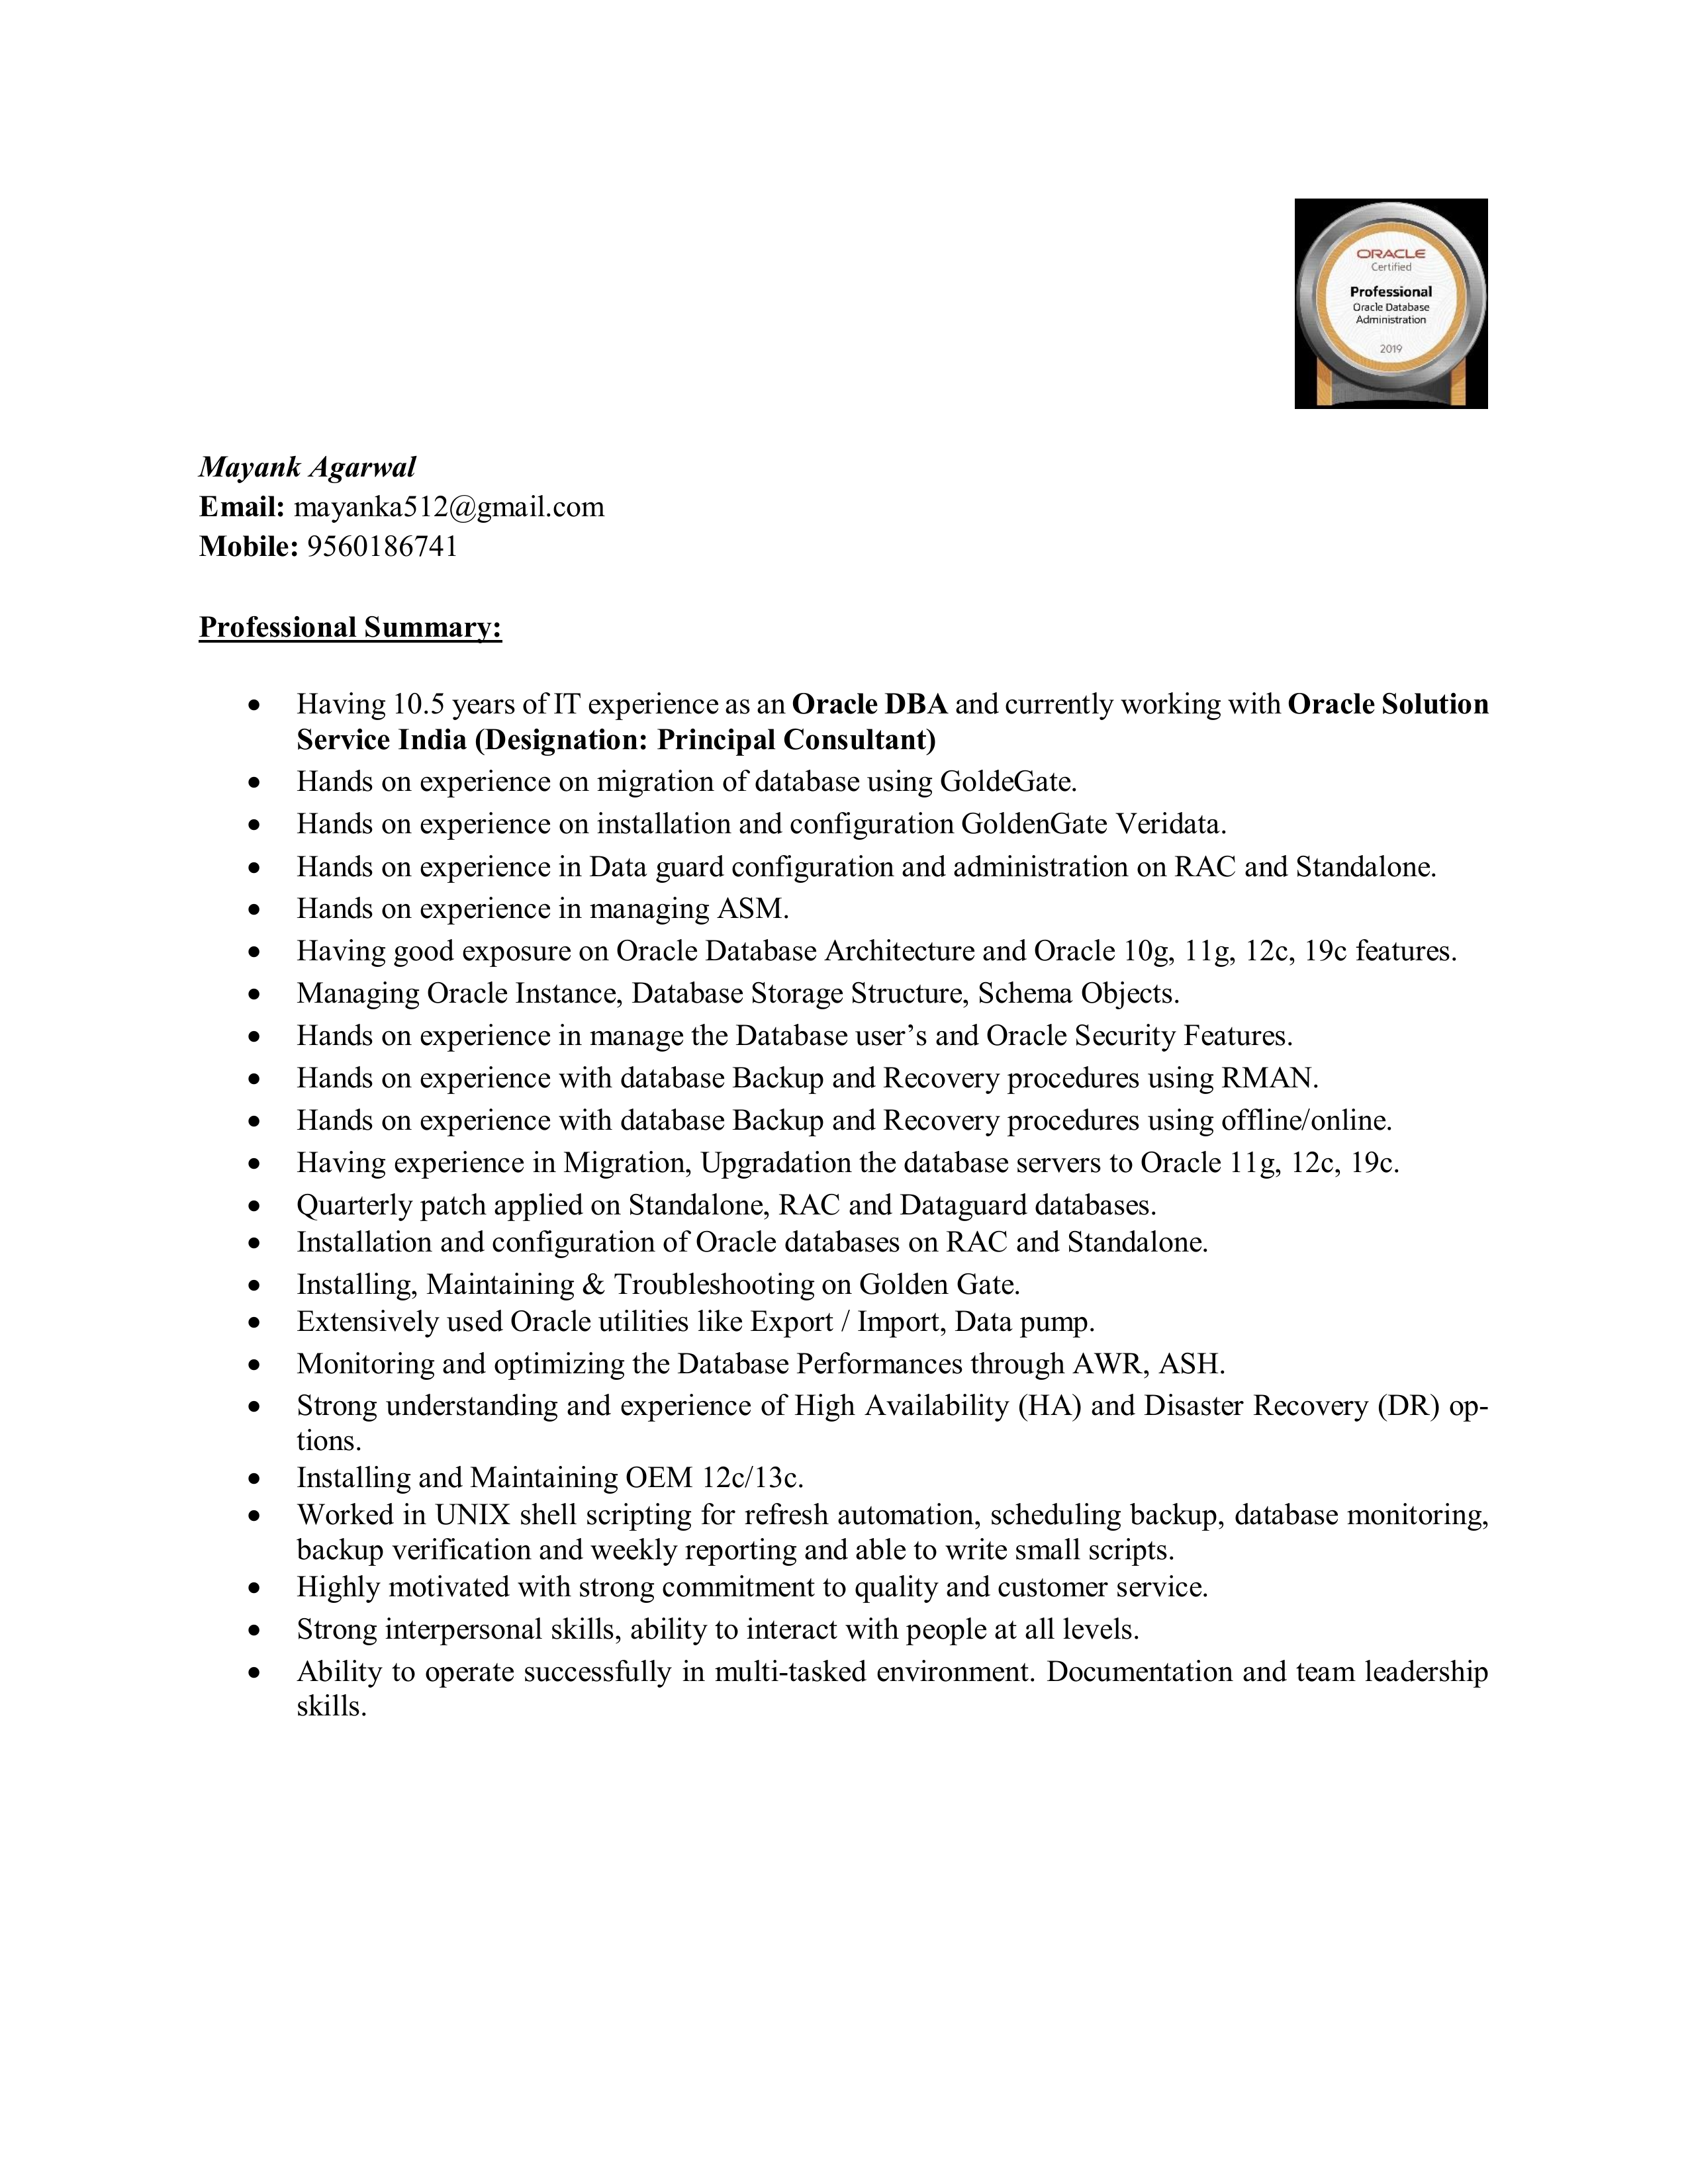 ORACLE
Certified
Professional
Oracle Database
Administration
2019
Mayank Agarwal
Email: mayanka512@gmail.com
Mobile: 9560186741
Professional Summary:
• Having 10.5 years of IT experience as an Oracle DBA and currently working with Oracle Solution
Service India (Designation: Principal Consultant)
• Hands on experience on migration of database using GoldeGate.
• Hands on experience on installation and configuration GoldenGate Veridata.
• Hands on experience in Data guard configuration and administration on RAC and Standalone.
• Hands on experience in managing ASM.
• Having good exposure on Oracle Database Architecture and Oracle 10g, 11g, 12c, 19c features.
• Managing Oracle Instance, Database Storage Structure, Schema Objects.
• Hands on experience in manage the Database user’s and Oracle Security Features.
• Hands on experience with database Backup and Recovery procedures using RMAN.
• Hands on experience with database Backup and Recovery procedures using offline/online.
• Having experience in Migration, Upgradation the database servers to Oracle 11g, 12c, 19c.
• Quarterly patch applied on Standalone, RAC and Dataguard databases.
• Installation and configuration of Oracle databases on RAC and Standalone.
• Installing, Maintaining & Troubleshooting on Golden Gate.
• Extensively used Oracle utilities like Export / Import, Data pump.
• Monitoring and optimizing the Database Performances through AWR, ASH.
• Strong understanding and experience of High Availability (HA) and Disaster Recovery (DR) op-
tions.
• Installing and Maintaining OEM 12c/13c.
• Worked in UNIX shell scripting for refresh automation, scheduling backup, database monitoring,
backup verification and weekly reporting and able to write small scripts.
• Highly motivated with strong commitment to quality and customer service.
• Strong interpersonal skills, ability to interact with people at all levels.
• Ability to operate successfully in multi-tasked environment. Documentation and team leadership
skills.